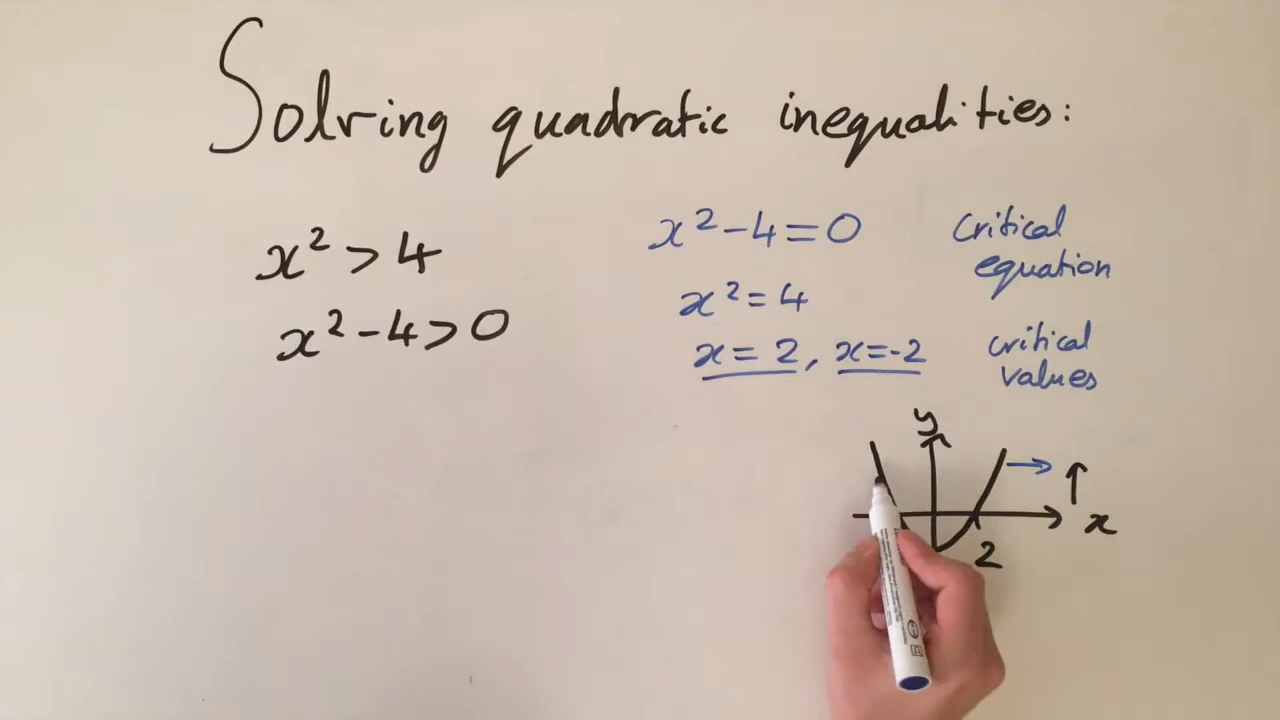 Solving quadratic inequalities:
x² > 4
x² - 4 > 0
x² - 4 = 0
critical
equation
x² = 4
x = 2, x = -2
critical
values
y
x
2